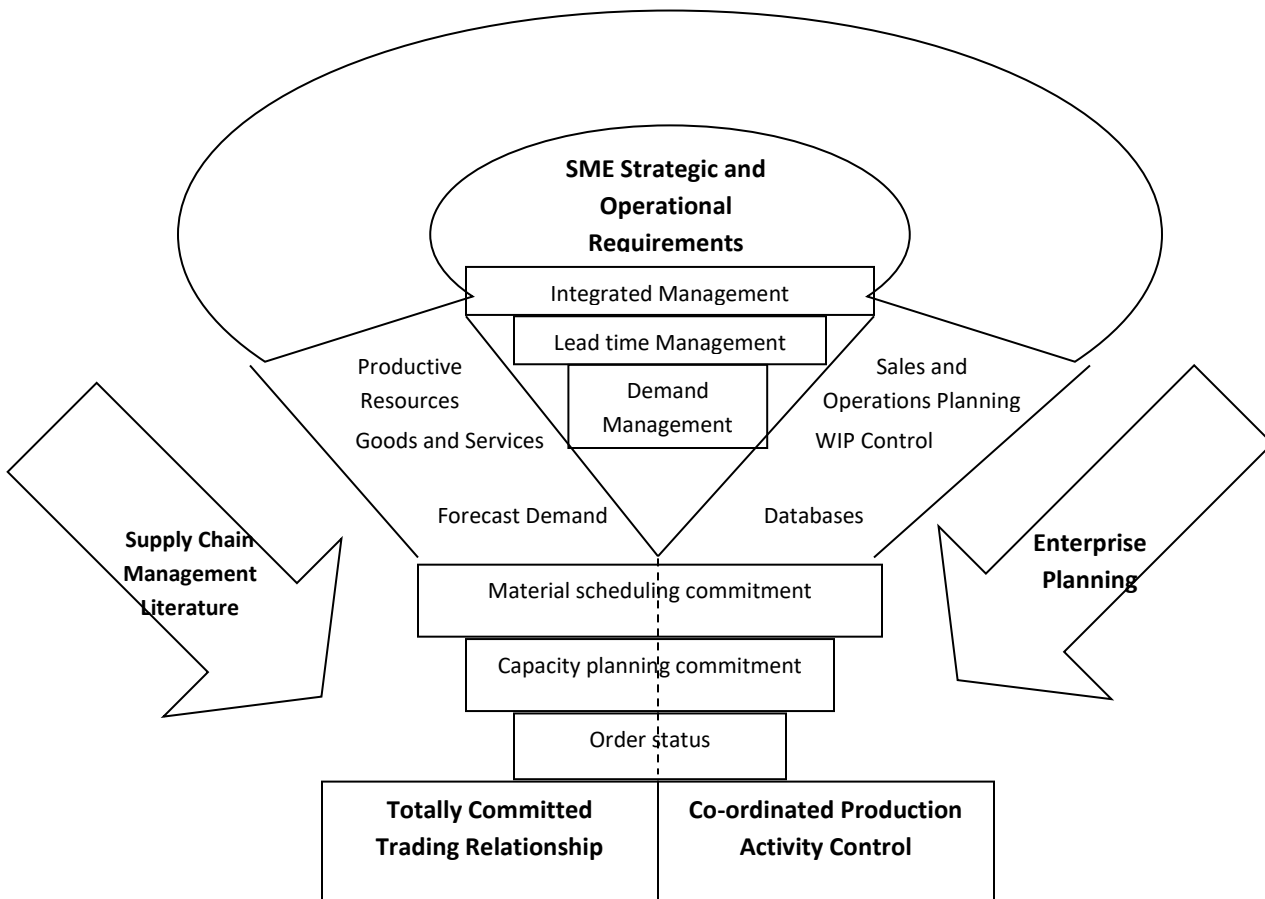 SME Strategic and
Operational
Requirements
Integrated Management
Lead time Management
Demand
Management
Productive
Resources
Goods and Services
Forecast Demand
Sales and
Operations Planning
WIP Control
Databases
Supply Chain
Management
Literature
Enterprise
Planning
Material scheduling commitment
Capacity planning commitment
Order status
Totally Committed
Trading Relationship
Co-ordinated Production
Activity Control